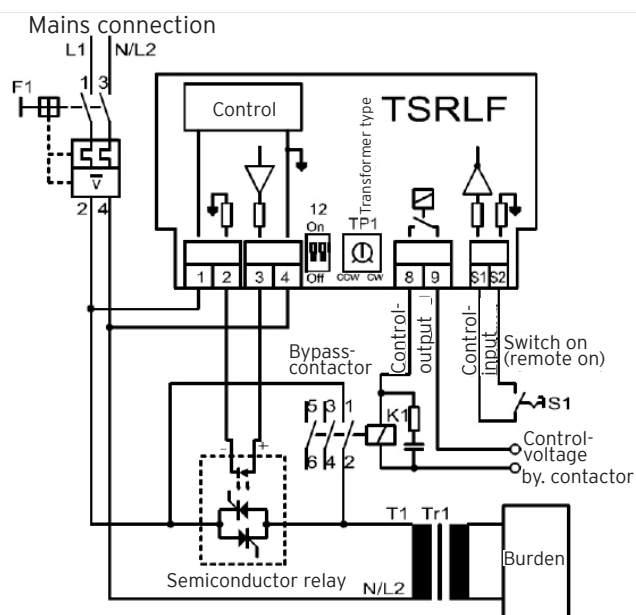 Mains connection
L1 N/L2
F1
1 3
V
2 4
Control
TSRLF
Transformer type
12
On
Off
TP1
CCW CW
1 2 3 4 8 9 S1 S2
Bypass-
contactor
Control-
output
Control-
input
Switch on
(remote on)
S1
5 3 1
6 4 2
K1
Control-
voltage
by. contactor
- +
Semiconductor relay
T1 Tr1
N/L2
Burden